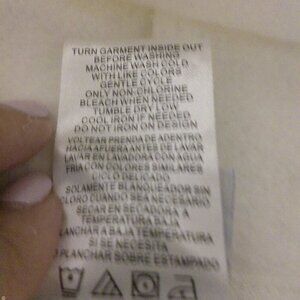 TURN GARMENT INSIDE OUT
BEFORE WASHING
MACHINE WASH COLD
WITH LIKE COLORS
GENTLE CYCLE
ONLY NON-CHLORINE
BLEACH WHEN NEEDED
TUMBLE DRY LOW
COOL IRON IF NEEDED
DO NOT IRON ON DESIGN
VOLTEAR PRENDA DE ADENTRO
HACIA AFUERA ANTES DE LAVAR
LAVAR EN LAVADORA CON AGUA
FRIA CON COLORES SIMILARES
CICLO DELICADO
SOLAMENTE BLANQUEADOR SIN
CLORO CUANDO SEA NECESARIO
SECAR EN SECADORA A
TEMPERATURA BAJA
PLANCHAR A BAJA TEMPERATURA
SI SE NECESITA
PLANCHAR SOBRE ESTAMPADO